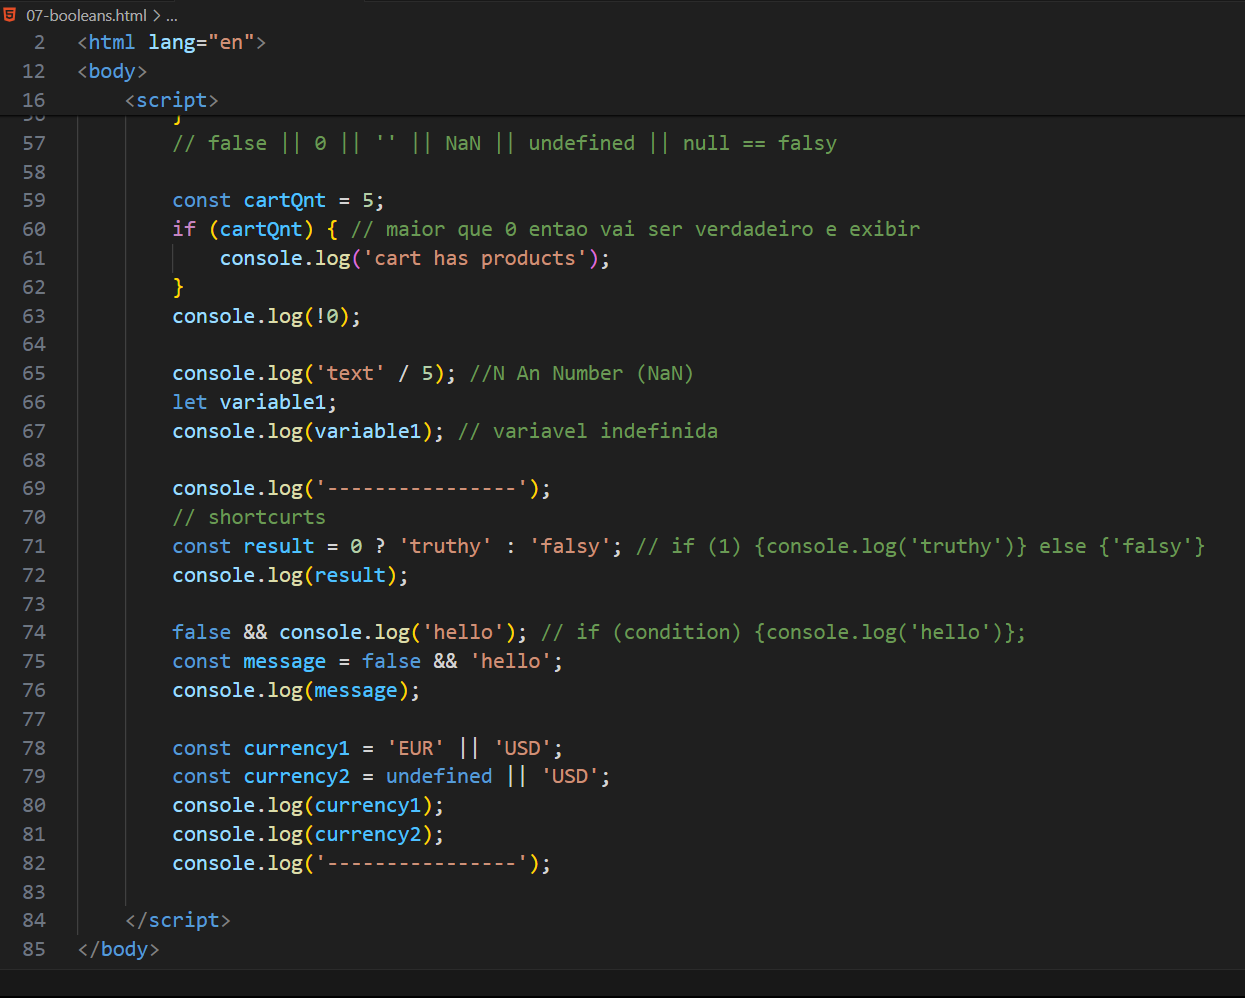 07-booleans.html > ...
2 <html lang="en">
12 <body>
16 <script>
56 }
57 // false || 0 || '' || NaN || undefined || null == falsy
58
59 const cartQnt = 5;
60 if (cartQnt) { // maior que 0 entao vai ser verdadeiro e exibir
61 console.log('cart has products');
62 }
63 console.log(!0);
64
65 console.log('text' / 5); //N An Number (NaN)
66 let variable1;
67 console.log(variable1); // variavel indefinida
68
69 console.log('----------------');
70 // shortcurts
71 const result = 0 ? 'truthy' : 'falsy'; // if (1) {console.log('truthy')} else {'falsy'}
72 console.log(result);
73
74 false && console.log('hello'); // if (condition) {console.log('hello')};
75 const message = false && 'hello';
76 console.log(message);
77
78 const currency1 = 'EUR' || 'USD';
79 const currency2 = undefined || 'USD';
80 console.log(currency1);
81 console.log(currency2);
82 console.log('----------------');
83
84 </script>
85 </body>